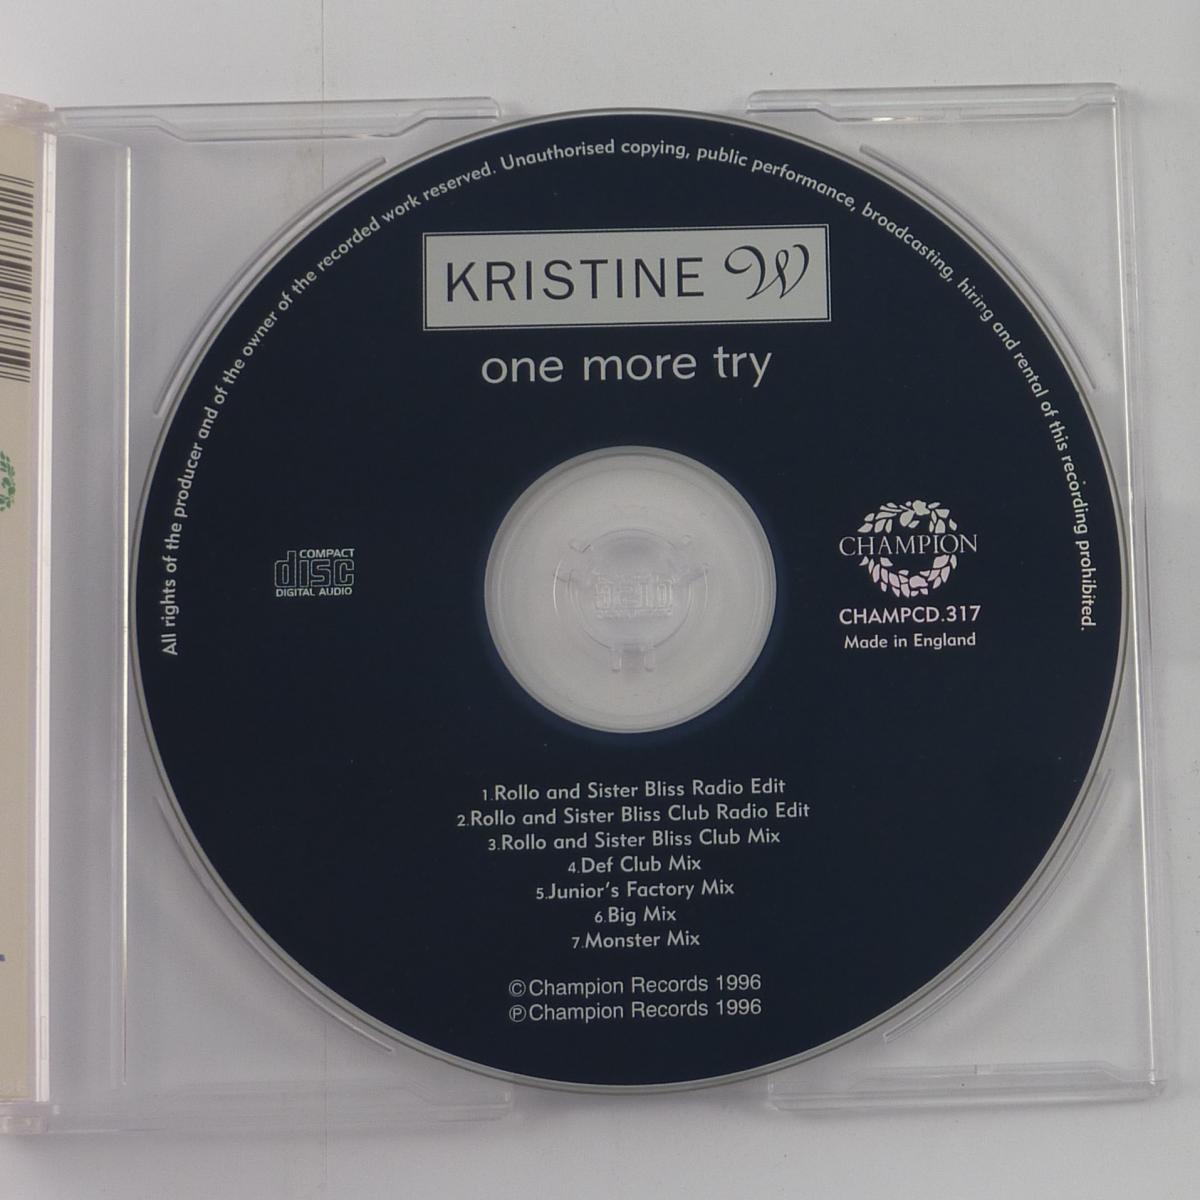 All rights of the producer and of the owner of the recorded work reserved. Unauthorised copying, public performance, broadcasting, hiring and rental of this recording prohibited.
KRISTINE W
one more try
COMPACT
disc
DIGITAL AUDIO
CHAMPION
CHAMPCD.317
Made in England
1.Rollo and Sister Bliss Radio Edit
2.Rollo and Sister Bliss Club Radio Edit
3.Rollo and Sister Bliss Club Mix
4.Def Club Mix
5.Junior's Factory Mix
6.Big Mix
7.Monster Mix
©Champion Records 1996
℗Champion Records 1996